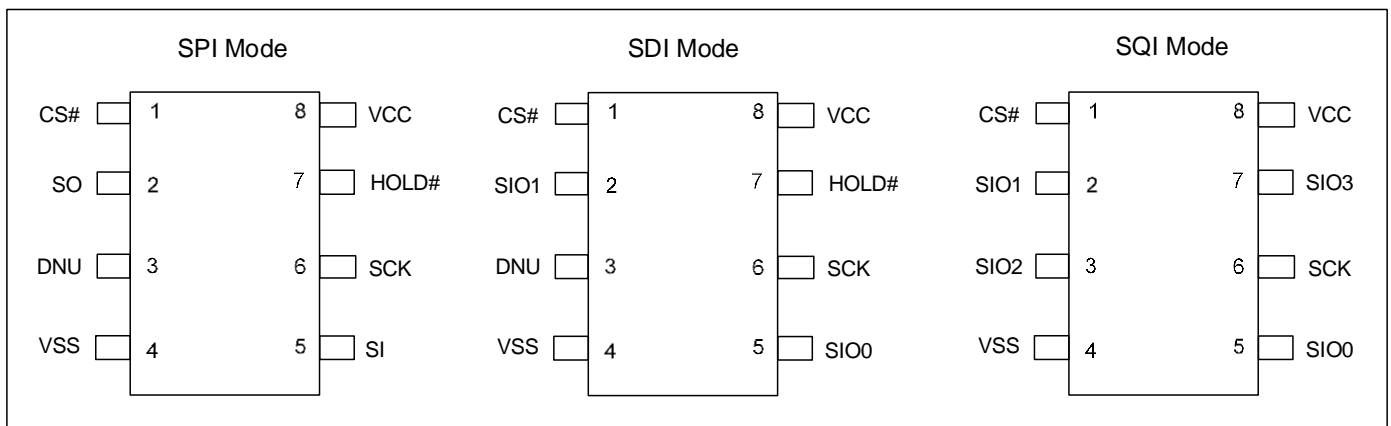 SPI Mode
SDI Mode
SQI Mode
CS# 1 8 VCC
SO 2 7 HOLD#
DNU 3 6 SCK
VSS 4 5 SI
CS# 1 8 VCC
SIO1 2 7 HOLD#
DNU 3 6 SCK
VSS 4 5 SIO0
CS# 1 8 VCC
SIO1 2 7 SIO3
SIO2 3 6 SCK
VSS 4 5 SIO0